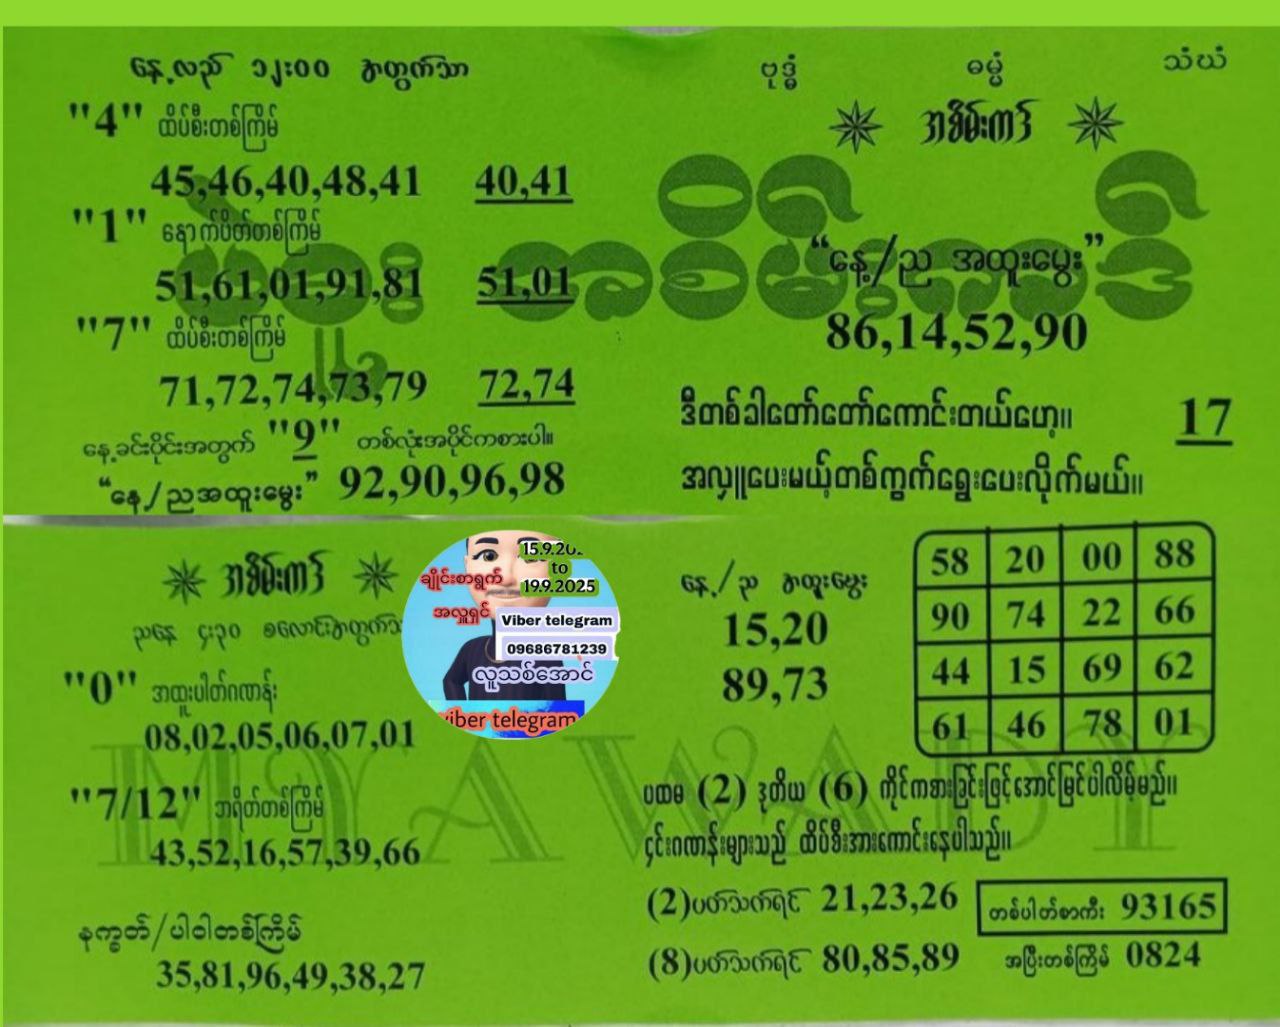 နေ့လည် ၁၂း၀၀ အတွက်သာ
"4" ထိပ်စီးတစ်ကြိမ်
45,46,40,48,41 40,41
"1" နောက်ပိတ်တစ်ကြိမ်
51,61,01,91,81 51,01
"7" ထိပ်စီးတစ်ကြိမ်
71,72,74,73,79 72,74
နေ့ခင်းပိုင်းအတွက် "9" တစ်လုံးအပိုင်ကစားပါ။
“နေ့/ညအထူးမွေး” 92,90,96,98
ဗုဒ္ဓံ ဓမ္မံ သံဃံ
အစိမ်းကဒ်
အစိမ်းကဒ်
“နေ့/ည အထူးမွေး”
86,14,52,90
ဒီတစ်ခါတော်တော်ကောင်းတယ်ဟေ့။ 17
အလှူပေးမယ့်တစ်ကွက်ရွေးပေးလိုက်မယ်။
အစိမ်းကဒ်
ညနေ ၄း၃၀ စလောင်းအတွက်သ
"0" အထူးပါတ်ဂဏန်း
08,02,05,06,07,01
"7/12" ဘရိတ်တစ်ကြိမ်
43,52,16,57,39,66
နက္ခတ်/ပါဝါတစ်ကြိမ်
35,81,96,49,38,27
15.9.20
to
19.9.2025
ချိုင်းစာရွက်
အလှူရှင်
Viber telegram
09686781239
လူသစ်အောင်
viber telegram
နေ့/ည အထူးမွေး
15,20
89,73
58 20 00 88
90 74 22 66
44 15 69 62
61 46 78 01
MYAWADY
ပထမ (2) ဒုတိယ (6) ကိုင်ကစားခြင်းဖြင့်အောင်မြင်ပါလိမ့်မည်။
၄င်းဂဏန်းများသည် ထိပ်စီးအားကောင်းနေပါသည်။
(2)ပတ်သက်ရင် 21,23,26
တစ်ပါတ်စာကီး 93165
(8)ပတ်သက်ရင် 80,85,89
အပြီးတစ်ကြိမ် 0824